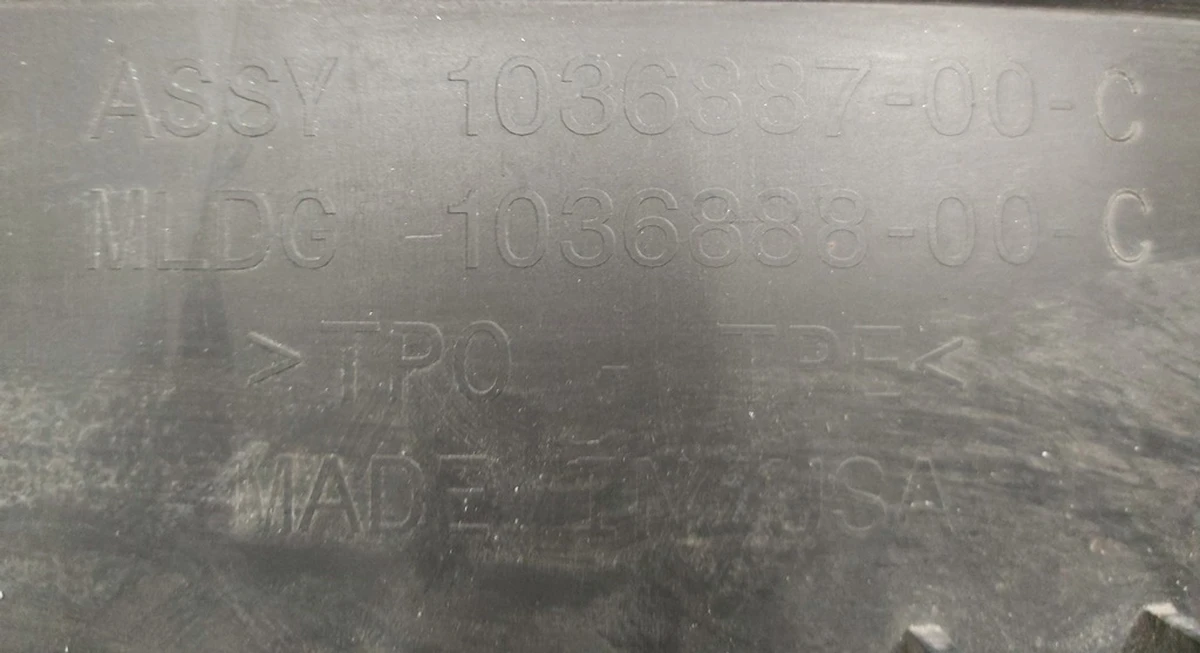 ASSY 1036887-00-C
MLDG -1036888-00-C
>TPO - TPE<
MADE IN USA